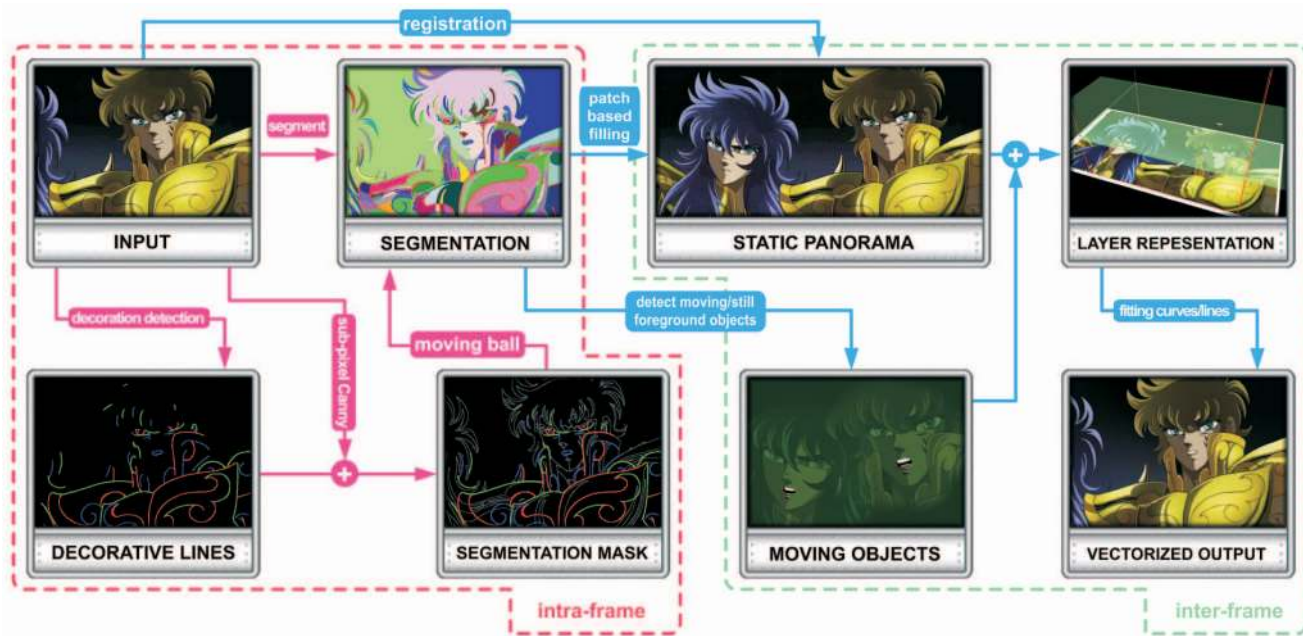 registration
segment
patch
based
filling
INPUT
SEGMENTATION
STATIC PANORAMA
LAYER REPESENTATION
decoration detection
sub-pixel Canny
moving ball
detect moving/still
foreground objects
fitting curves/lines
DECORATIVE LINES
SEGMENTATION MASK
MOVING OBJECTS
VECTORIZED OUTPUT
intra-frame
inter-frame